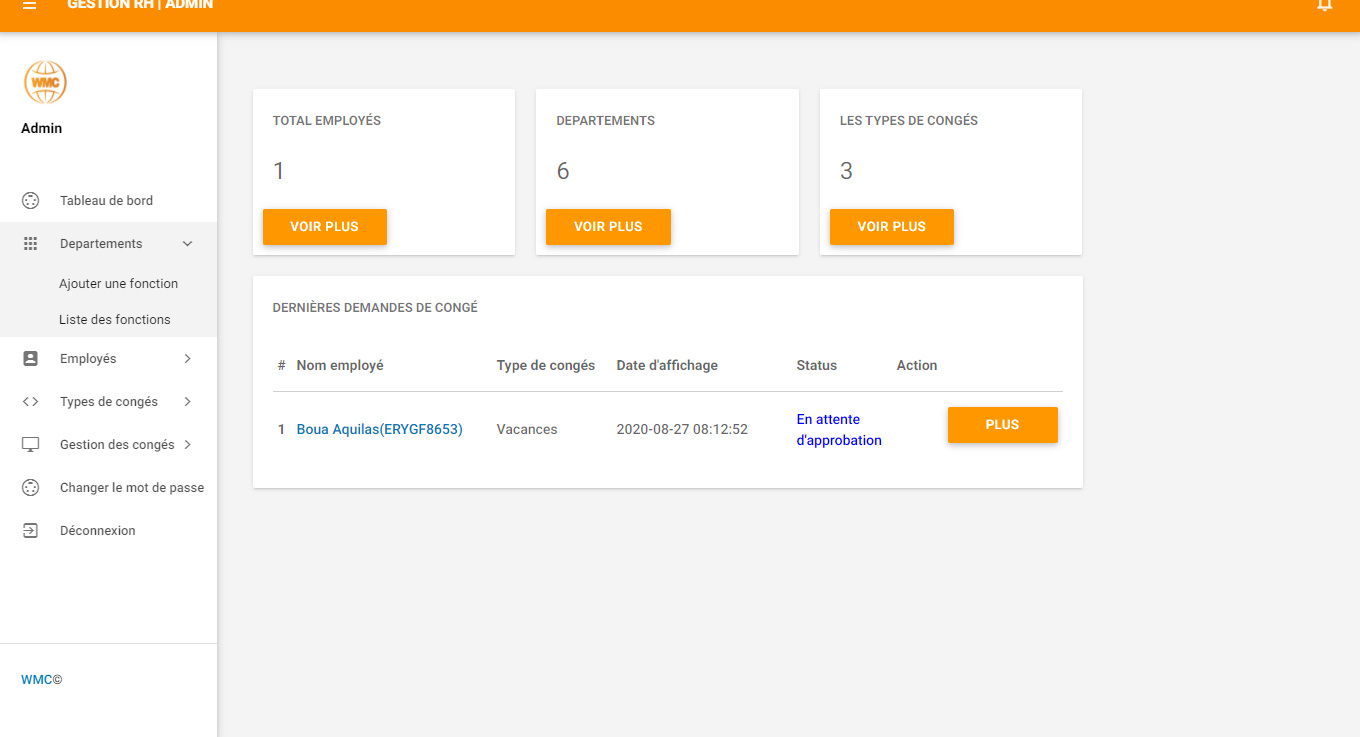 GESTION RH | ADMIN
WMC
Admin
Tableau de bord
Departements
Ajouter une fonction
Liste des fonctions
Employés
Types de congés
Gestion des congés
Changer le mot de passe
Déconnexion
WMC©
TOTAL EMPLOYÉS
1
VOIR PLUS
DEPARTEMENTS
6
VOIR PLUS
LES TYPES DE CONGÉS
3
VOIR PLUS
DERNIÈRES DEMANDES DE CONGÉ
# Nom employé Type de congés Date d'affichage Status Action
1 Boua Aquilas(ERYGF8653) Vacances 2020-08-27 08:12:52 En attente
d'approbation PLUS